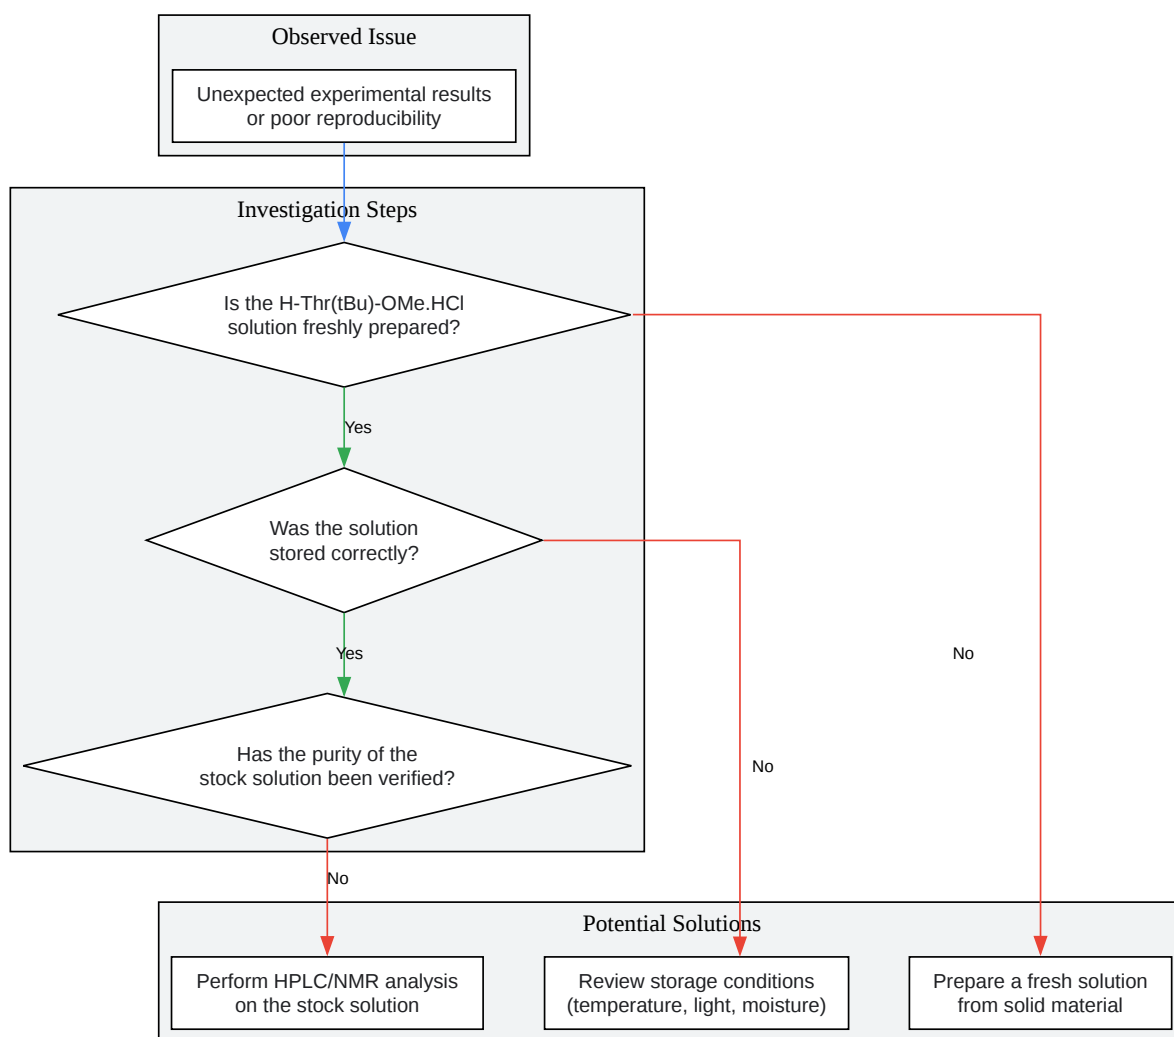 Observed Issue
Unexpected experimental results
or poor reproducibility
Investigation Steps
Is the H-Thr(tBu)-OMe.HCl
solution freshly prepared?
Yes
Was the solution
stored correctly?
Yes
No
Has the purity of the
stock solution been verified?
No
No
Potential Solutions
Perform HPLC/NMR analysis
on the stock solution
Review storage conditions
(temperature, light, moisture)
Prepare a fresh solution
from solid material